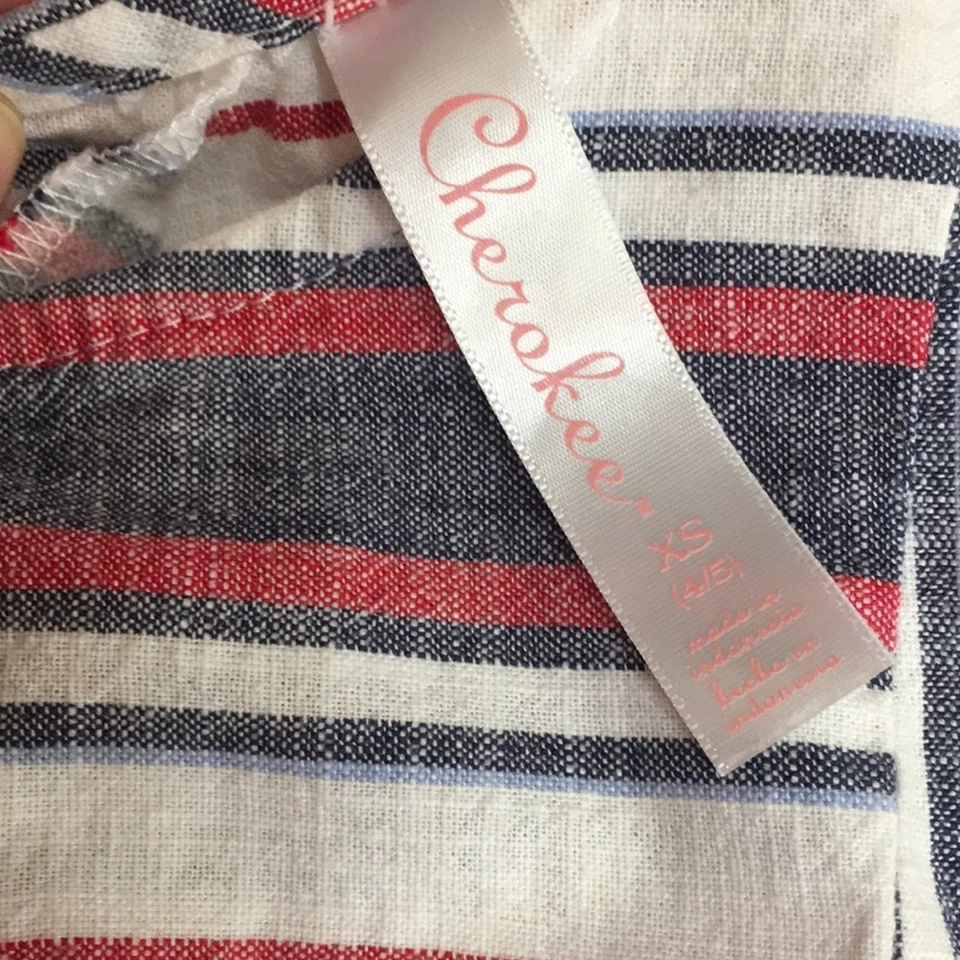 Cherokee
XS
(4/5)
made in
indonesia
hecho en
indonesia